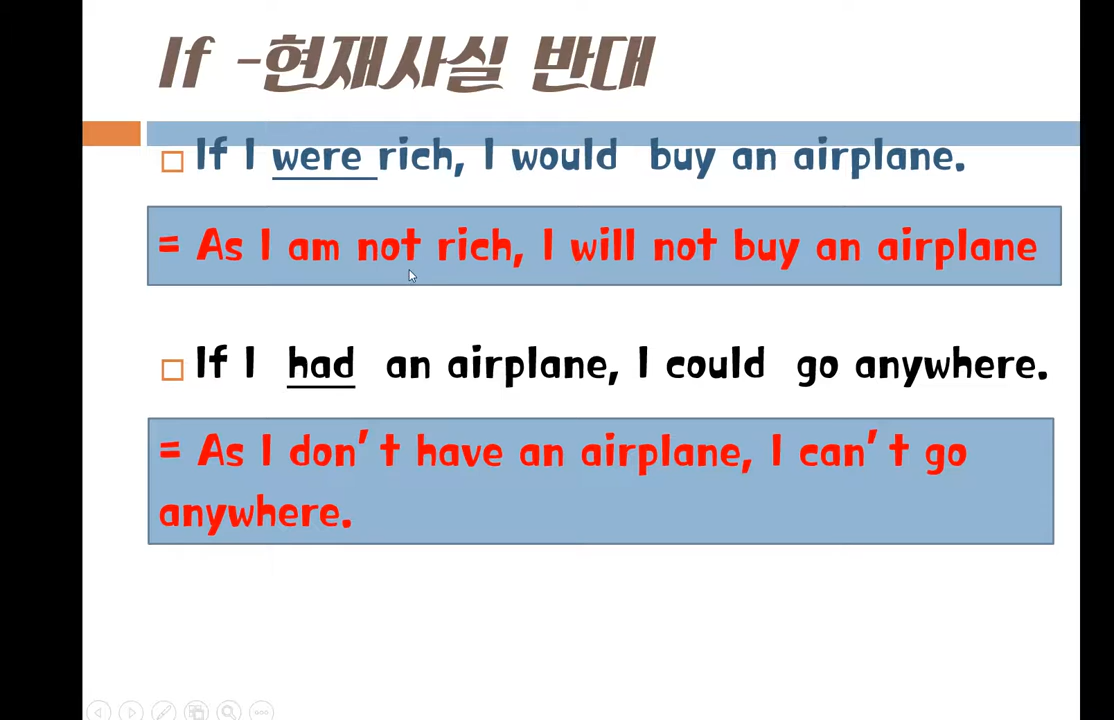 If -현재사실 반대
If I were rich, I would buy an airplane.
= As I am not rich, I will not buy an airplane
If I had an airplane, I could go anywhere.
= As I don't have an airplane, I can't go
anywhere.